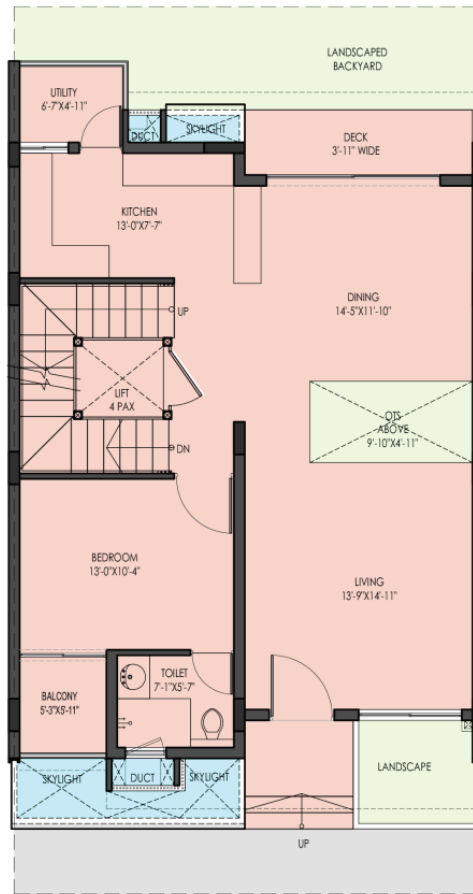 LANDSCAPED
BACKYARD
UTILITY
6'-7"X4'-11"
DUCT
SKYLIGHT
DECK
3'-11" WIDE
KITCHEN
13'-0"X7'-7"
DINING
14'-5"X11'-10"
UP
LIFT
4 PAX
OTS
ABOVE
9'-10"X4'-11"
DN
BEDROOM
13'-0"X10'-4"
LIVING
13'-9"X14'-11"
TOILET
7'-1"X5'-7"
BALCONY
5'-3"X5'-11"
SKYLIGHT
DUCT
SKYLIGHT
LANDSCAPE
UP